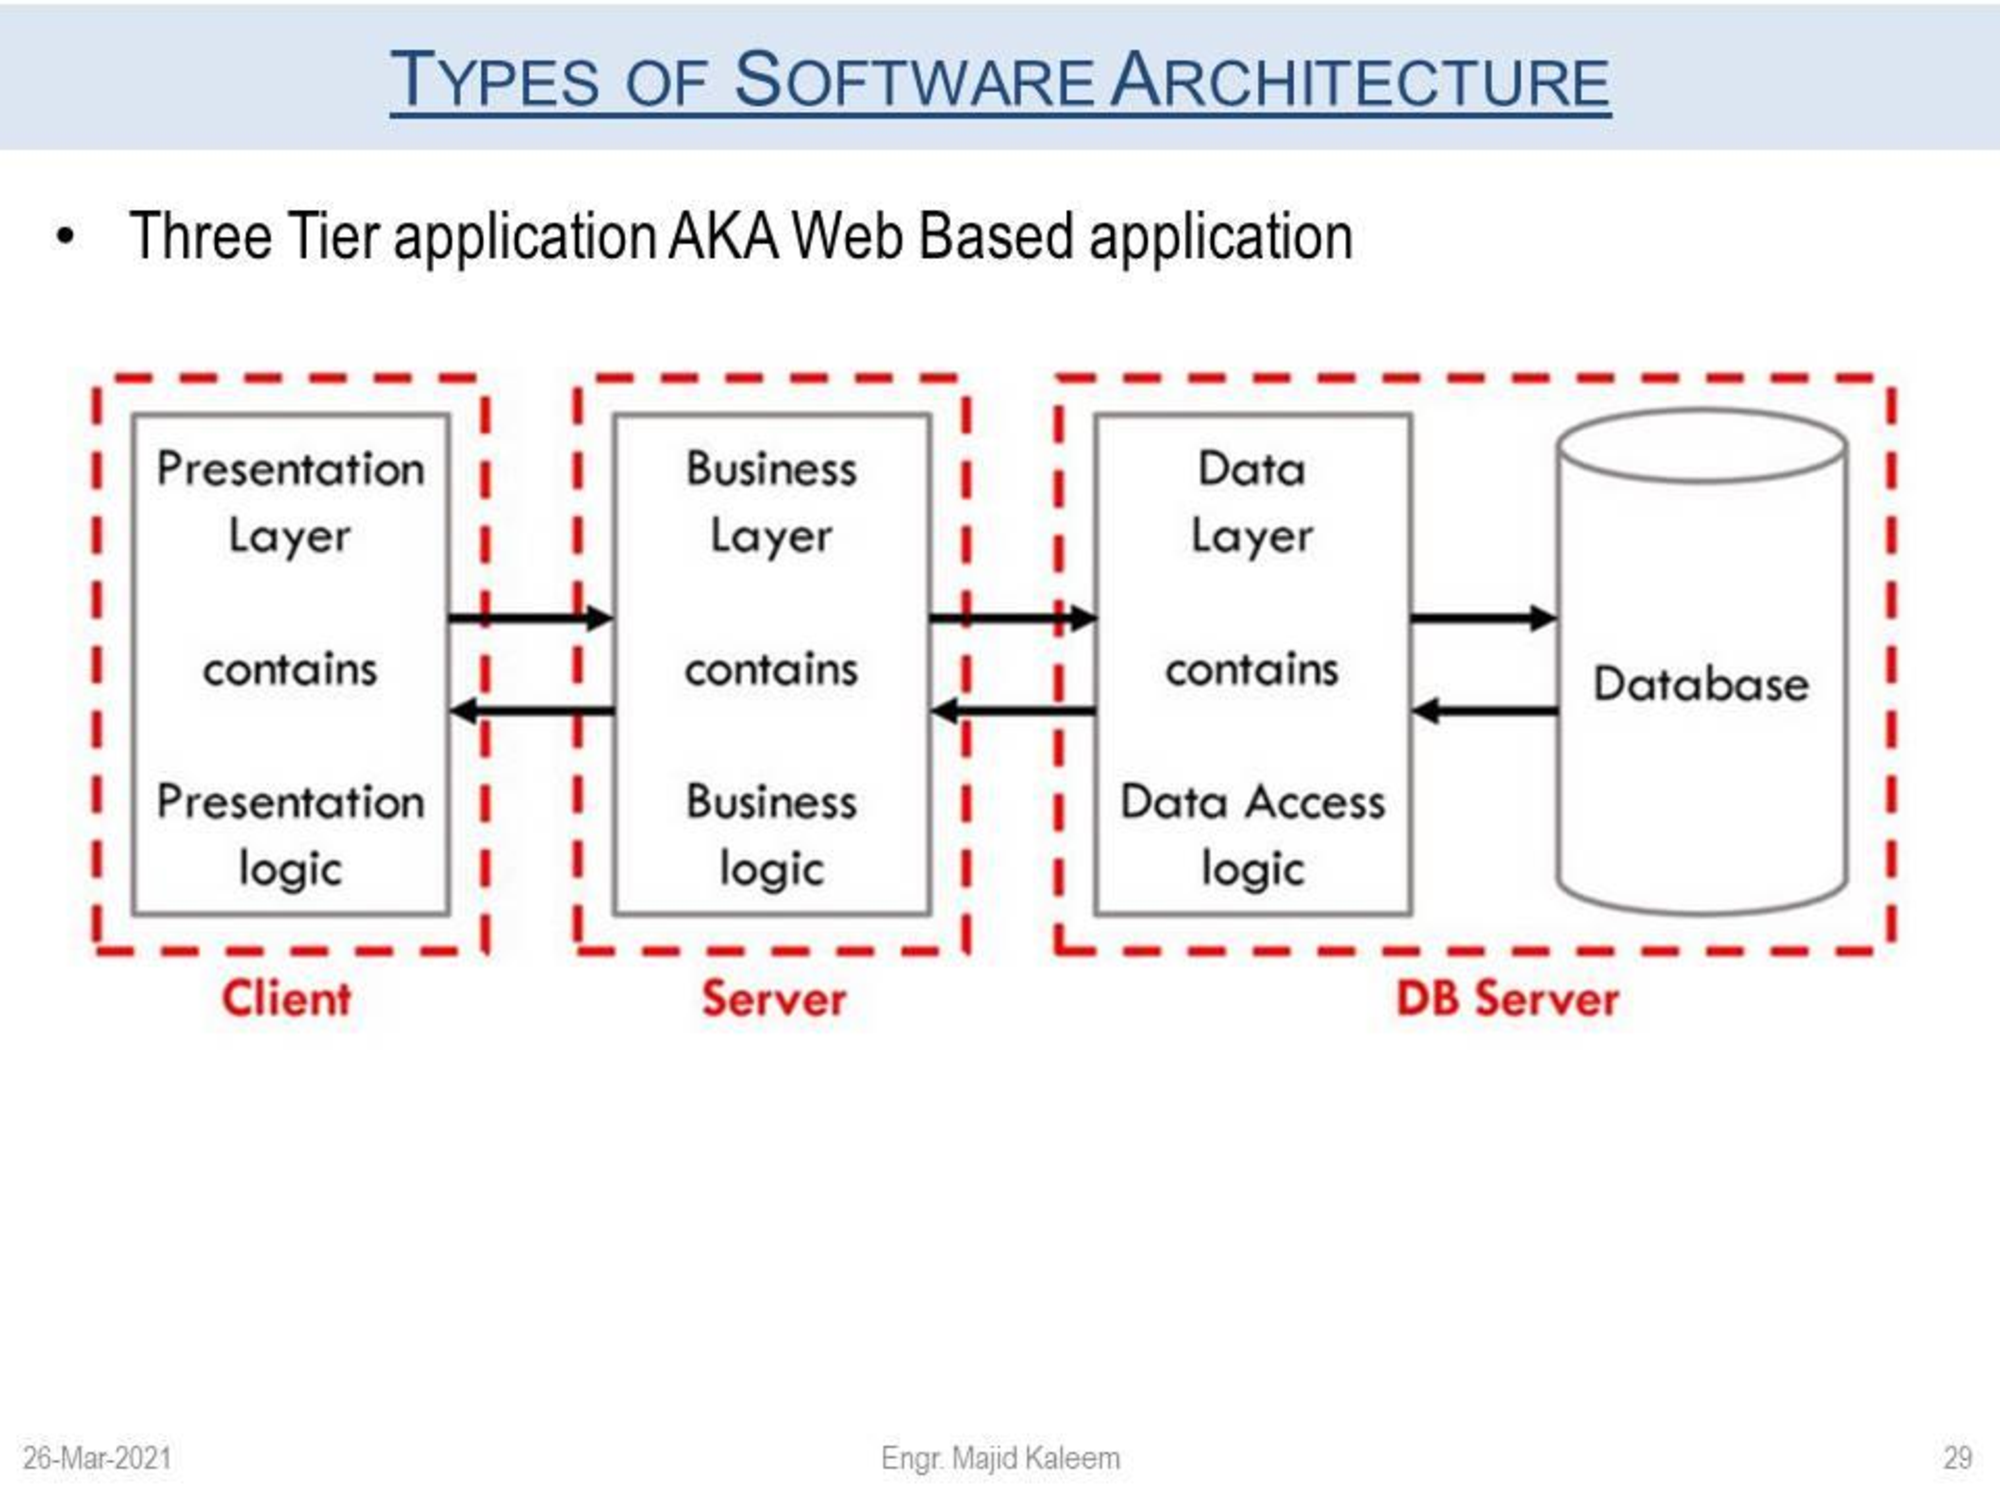 TYPES OF SOFTWARE ARCHITECTURE
• Three Tier application AKA Web Based application
Presentation
Layer
contains
Presentation
logic
Client
Business
Layer
contains
Business
logic
Server
Data
Layer
contains
Data Access
logic
Database
DB Server
26-Mar-2021
Engr. Majid Kaleem
29